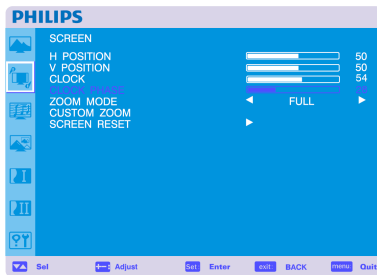 PHILIPS
SCREEN
H POSITION 50
V POSITION 50
CLOCK 54
CLOCK PHASE
ZOOM MODE FULL
CUSTOM ZOOM
SCREEN RESET
Sel Adjust Set Enter exit BACK menu Quit